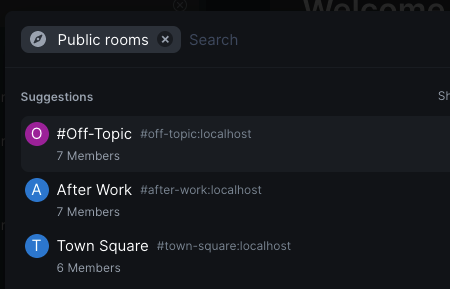 Welcome
Public rooms Search
Suggestions
O #Off-Topic #off-topic:localhost
7 Members
A After Work #after-work:localhost
7 Members
T Town Square #town-square:localhost
6 Members